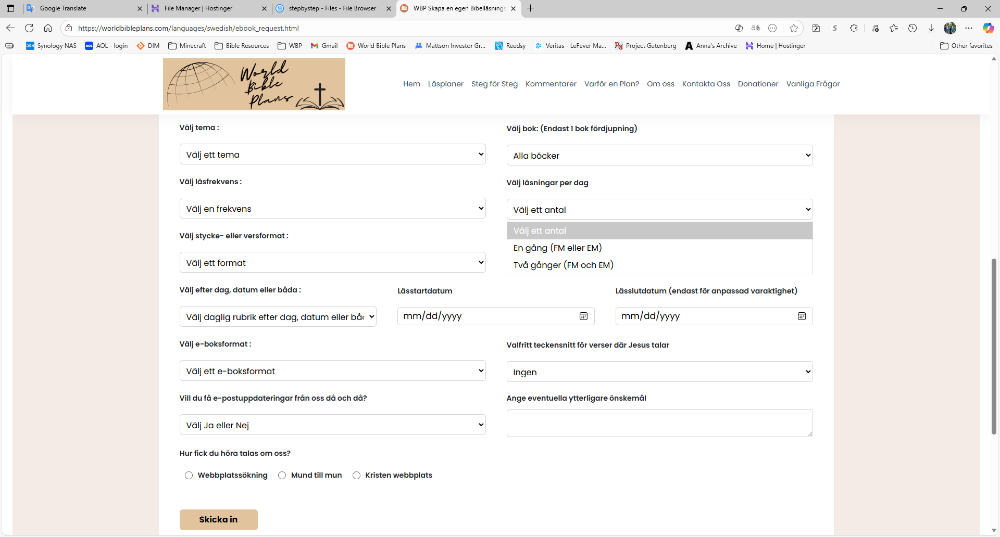 Google Translate
File Manager | Hostinger
stepbystep - Files - File Browser
WBP Skapa en egen Bibelläsnings
https://worldbibleplans.com/languages/swedish/ebook_request.html
Synology NAS
AOL - login
DIM
Minecraft
Bible Resources
WBP
Gmail
World Bible Plans
Mattson Investor Gr...
Reedsy
Veritas - LeFever Ma...
Project Gutenberg
Anna's Archive
Home | Hostinger
Other favorites
World
Bible
Plans
Hem
Läsplaner
Steg för Steg
Kommentarer
Varför en Plan?
Om oss
Kontakta Oss
Donationer
Vanliga Frågor
Välj tema :
Välj ett tema
Välj bok: (Endast 1 bok fördjupning)
Alla böcker
Välj läsfrekvens :
Välj en frekvens
Välj läsningar per dag
Välj ett antal
Välj ett antal
En gång (FM eller EM)
Två gånger (FM och EM)
Välj stycke- eller versformat :
Välj ett format
Välj efter dag, datum eller båda :
Välj daglig rubrik efter dag, datum eller båd
Lässtartdatum
mm/dd/yyyy
Lässlutdatum (endast för anpassad varaktighet)
mm/dd/yyyy
Välj e-boksformat :
Välj ett e-boksformat
Valfritt teckensnitt för verser där Jesus talar
Ingen
Vill du få e-postuppdateringar från oss då och då?
Välj Ja eller Nej
Ange eventuella ytterligare önskemål
Hur fick du höra talas om oss?
Webbplatssökning
Mund till mun
Kristen webbplats
Skicka in